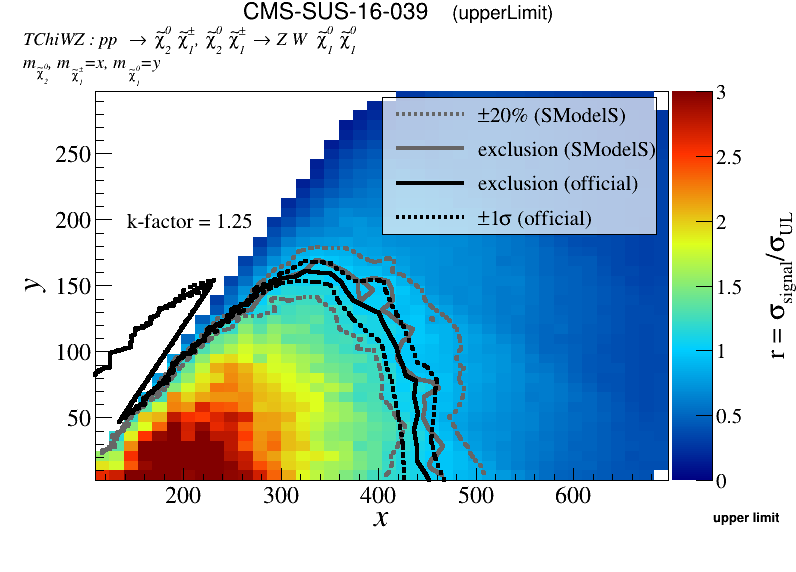 CMS-SUS-16-039 (upperLimit)
TChiWZ : pp → χ̃⁰₂ χ̃±₁, χ̃⁰₂ χ̃±₁ → Z W χ̃⁰₁ χ̃⁰₁
m_χ̃⁰₂, m_χ̃±₁=x, m_χ̃⁰₁=y
±20% (SModelS)
exclusion (SModelS)
exclusion (official)
±1σ (official)
k-factor = 1.25
250
200
150
100
50
y
200 300 400 500 600
x
3
2.5
2
1.5
1
0.5
0
r = σ_signal/σ_UL
upper limit